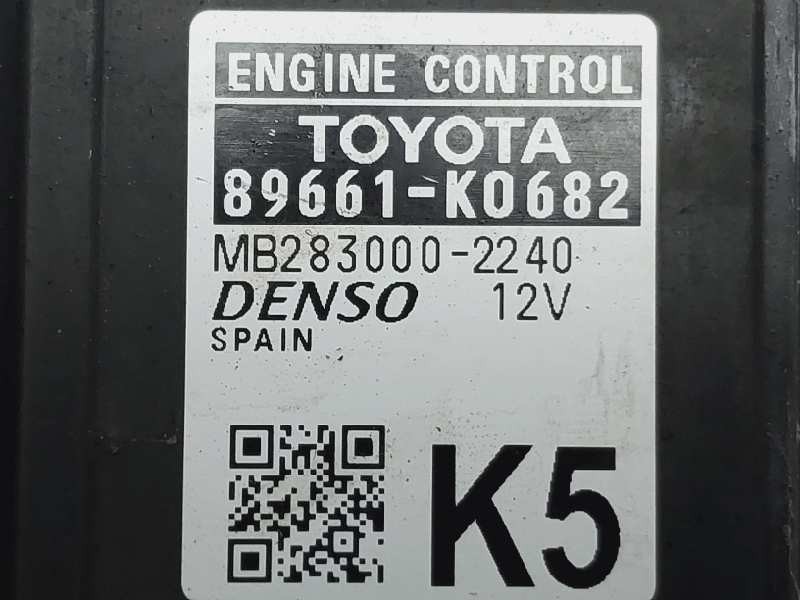 ENGINE CONTROL
TOYOTA
89661-K0682
MB283000-2240
DENSO 12V
SPAIN
K5